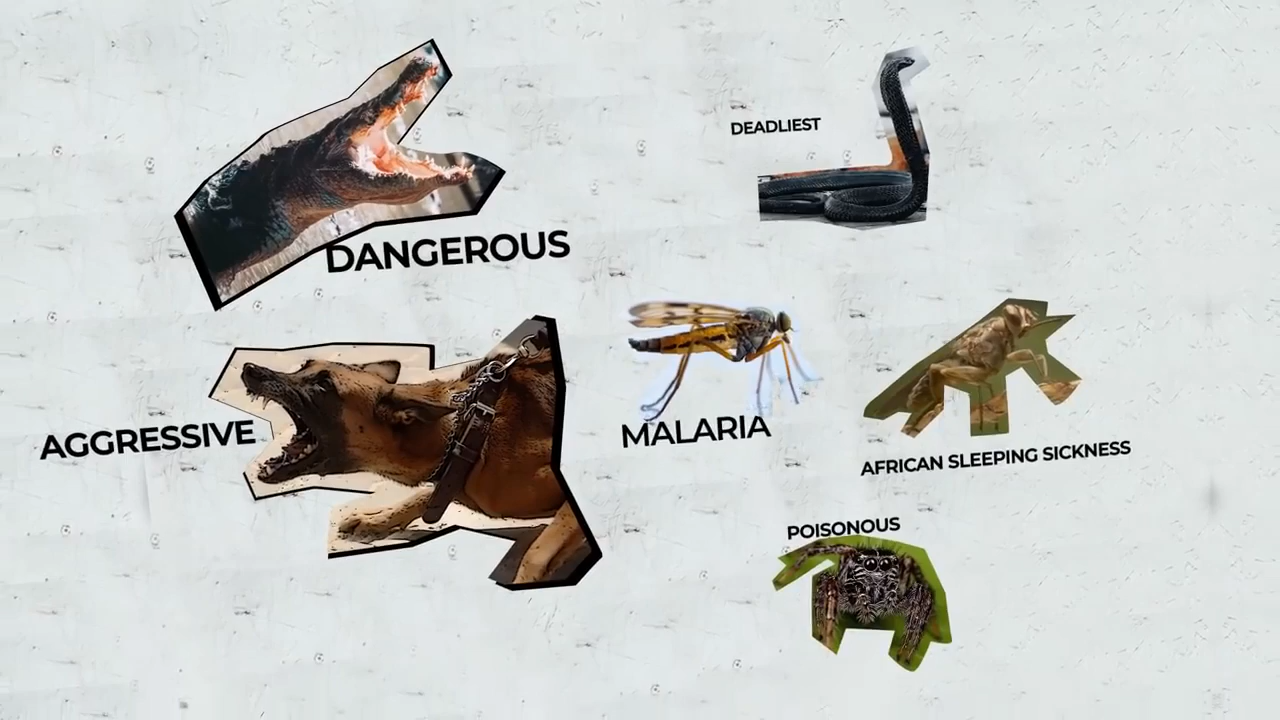 DEADLIEST
DANGEROUS
AGGRESSIVE
MALARIA
AFRICAN SLEEPING SICKNESS
POISONOUS